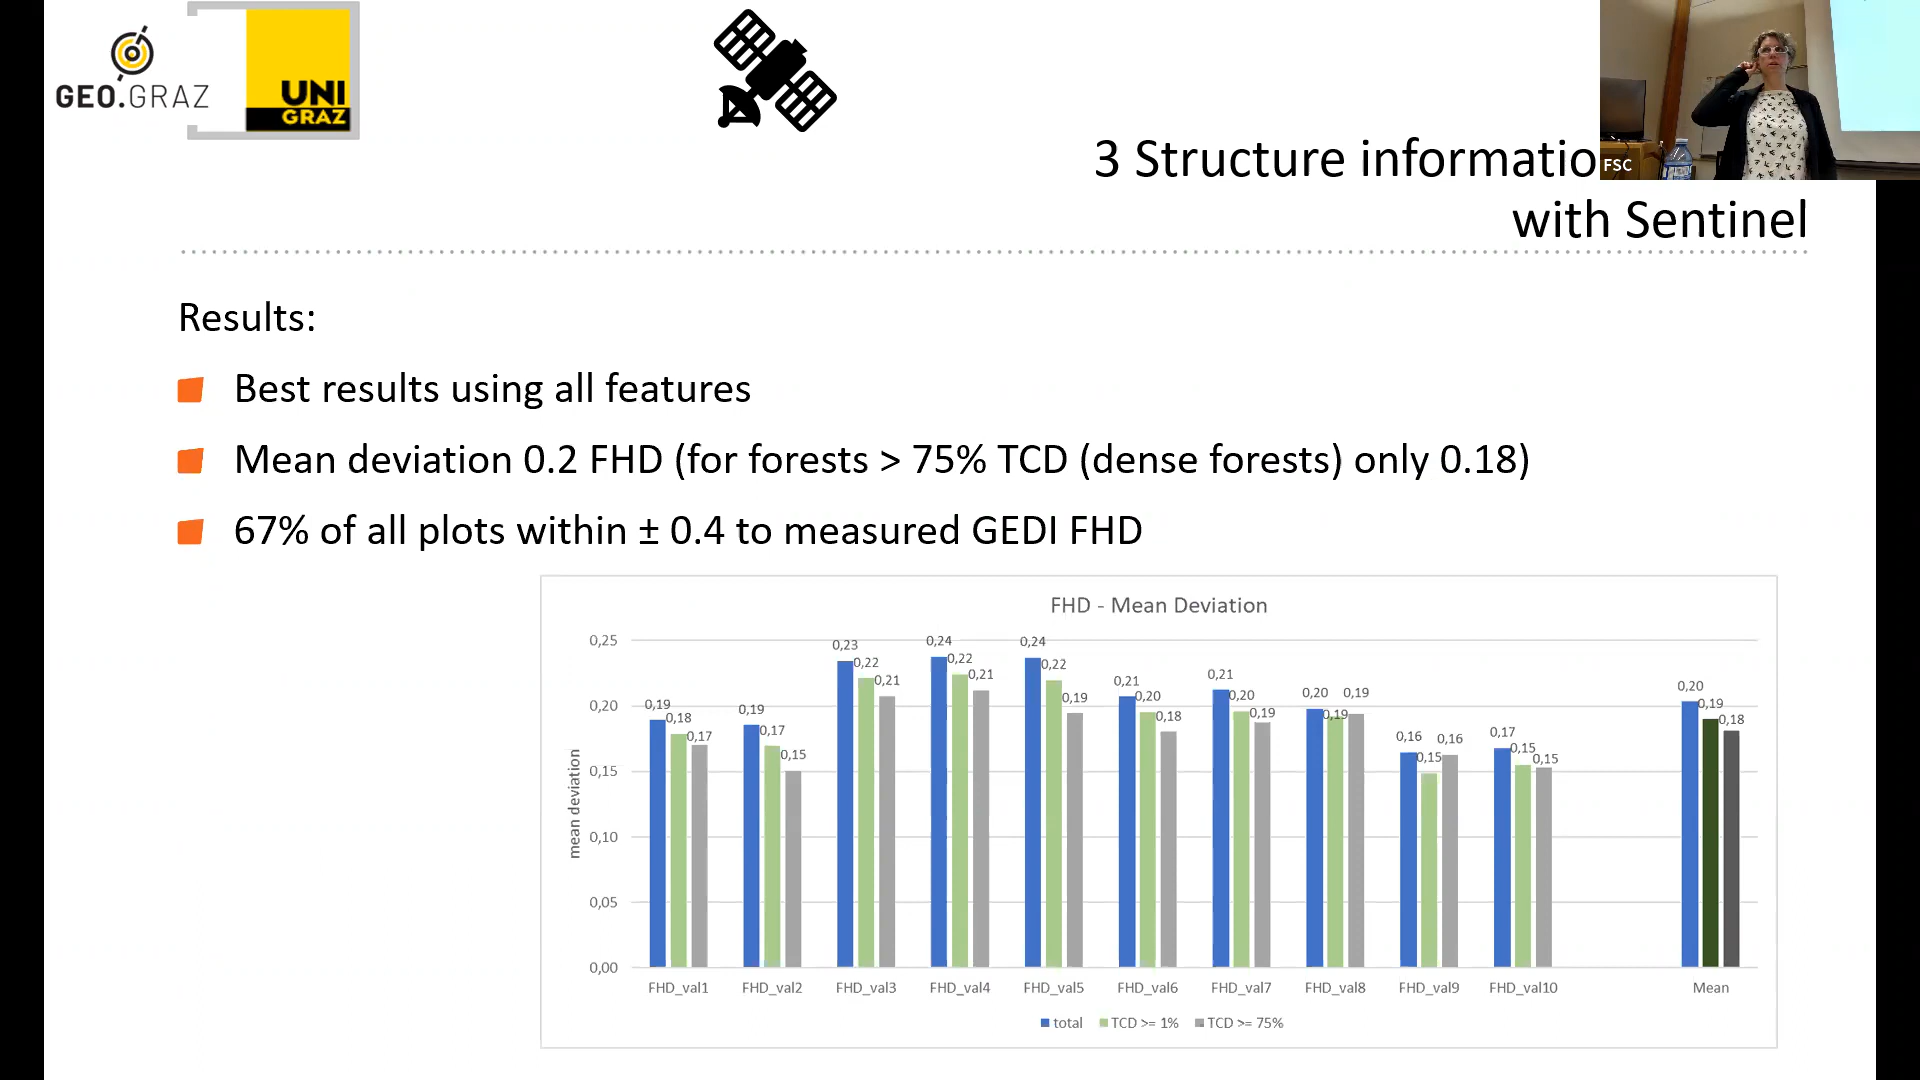 GEO.GRAZ
UNI
GRAZ
FSC
3 Structure informatio
with Sentinel
Results:
Best results using all features
Mean deviation 0.2 FHD (for forests > 75% TCD (dense forests) only 0.18)
67% of all plots within ± 0.4 to measured GEDI FHD
FHD - Mean Deviation
mean deviation
0,25
0,20
0,15
0,10
0,05
0,00
0,19 0,18 0,17
0,19 0,17 0,15
0,23 0,22 0,21
0,24 0,22 0,21
0,24 0,22 0,19
0,21 0,20 0,18
0,21 0,20 0,19
0,20 0,19 0,19
0,16 0,15 0,16
0,17 0,15 0,15
0,20 0,19 0,18
FHD_val1 FHD_val2 FHD_val3 FHD_val4 FHD_val5 FHD_val6 FHD_val7 FHD_val8 FHD_val9 FHD_val10 Mean
total TCD >= 1% TCD >= 75%